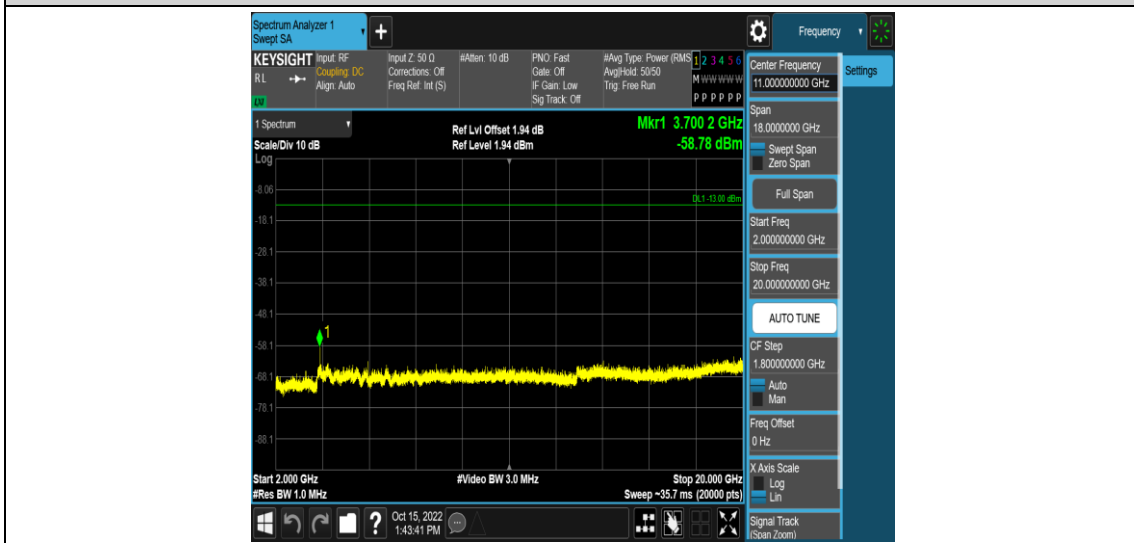 Spectrum Analyzer 1
Swept SA
+
Frequency
KEYSIGHT
RL
LXI
Input: RF
Coupling: DC
Align: Auto
Input Z: 50 Ω
Corrections: Off
Freq Ref: Int (S)
#Atten: 10 dB
PNO: Fast
Gate: Off
IF Gain: Low
Sig Track: Off
#Avg Type: Power (RMS
Avg|Hold: 50/50
Trig: Free Run
1 2 3 4 5 6
M W W W W W
P P P P P P
1 Spectrum
Scale/Div 10 dB
Log
Ref Lvl Offset 1.94 dB
Ref Level 1.94 dBm
Mkr1 3.700 2 GHz
-58.78 dBm
DL1 -13.00 dBm
-8.06
-18.1
-28.1
-38.1
-48.1
-58.1
-68.1
-78.1
-88.1
1
Start 2.000 GHz
#Res BW 1.0 MHz
#Video BW 3.0 MHz
Stop 20.000 GHz
Sweep ~35.7 ms (20000 pts)
?
Oct 15, 2022
1:43:41 PM
Center Frequency
11.000000000 GHz
Settings
Span
18.0000000 GHz
Swept Span
Zero Span
Full Span
Start Freq
2.000000000 GHz
Stop Freq
20.000000000 GHz
AUTO TUNE
CF Step
1.800000000 GHz
Auto
Man
Freq Offset
0 Hz
X Axis Scale
Log
Lin
Signal Track
(Span Zoom)